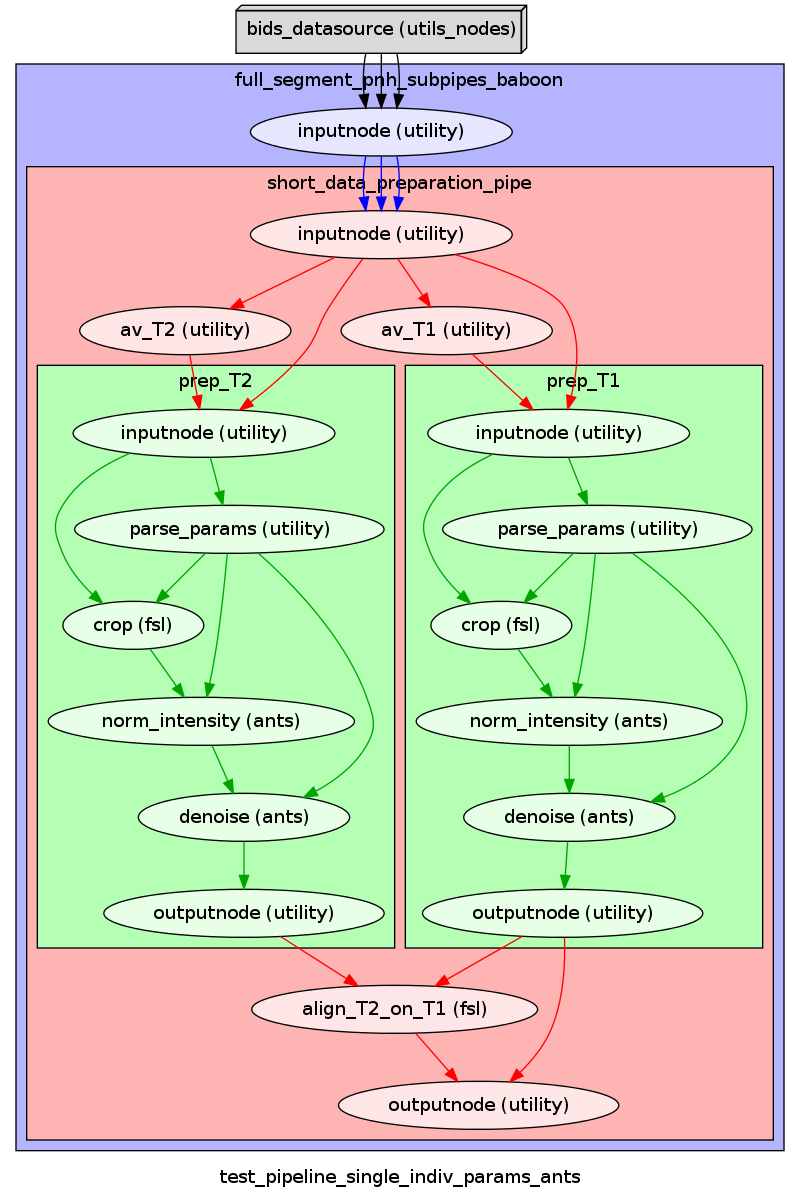 bids_datasource (utils_nodes)
full_segment_pnh_subpipes_baboon
inputnode (utility)
short_data_preparation_pipe
inputnode (utility)
av_T2 (utility)
av_T1 (utility)
prep_T2
prep_T1
inputnode (utility)
inputnode (utility)
parse_params (utility)
parse_params (utility)
crop (fsl)
crop (fsl)
norm_intensity (ants)
norm_intensity (ants)
denoise (ants)
denoise (ants)
outputnode (utility)
outputnode (utility)
align_T2_on_T1 (fsl)
outputnode (utility)
test_pipeline_single_indiv_params_ants